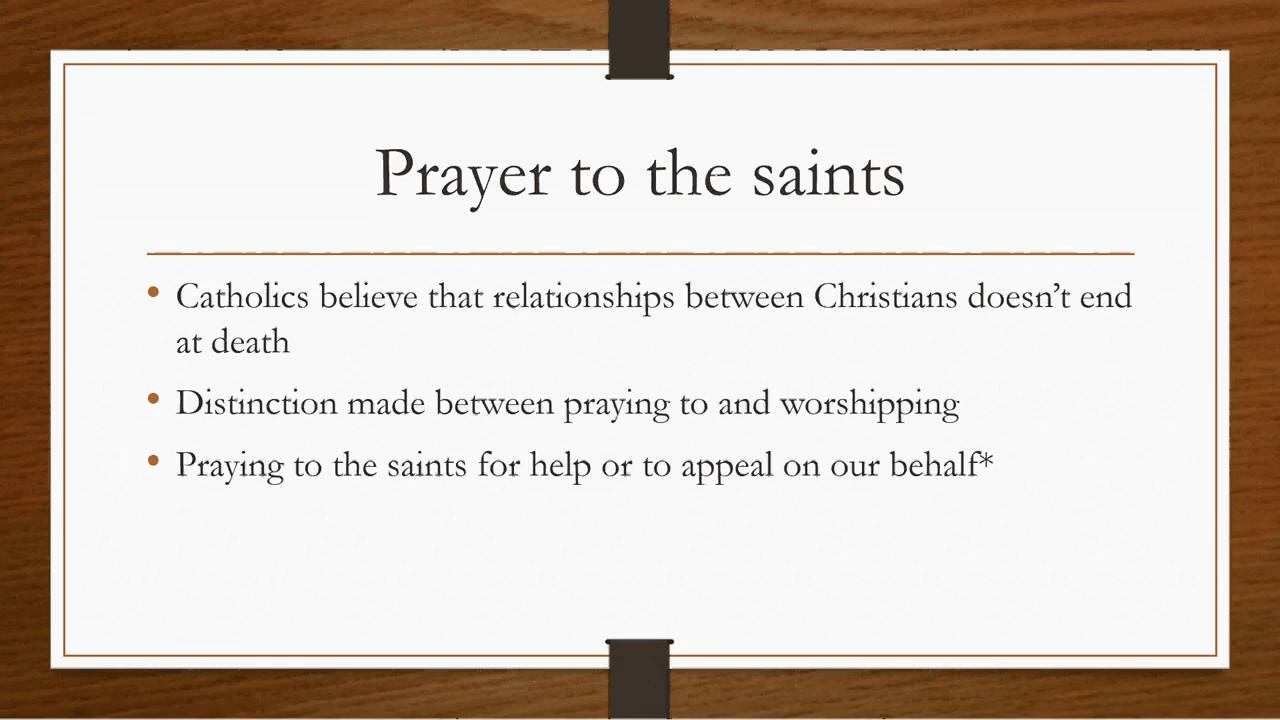 Prayer to the saints
• Catholics believe that relationships between Christians doesn’t end
at death
• Distinction made between praying to and worshipping
• Praying to the saints for help or to appeal on our behalf*